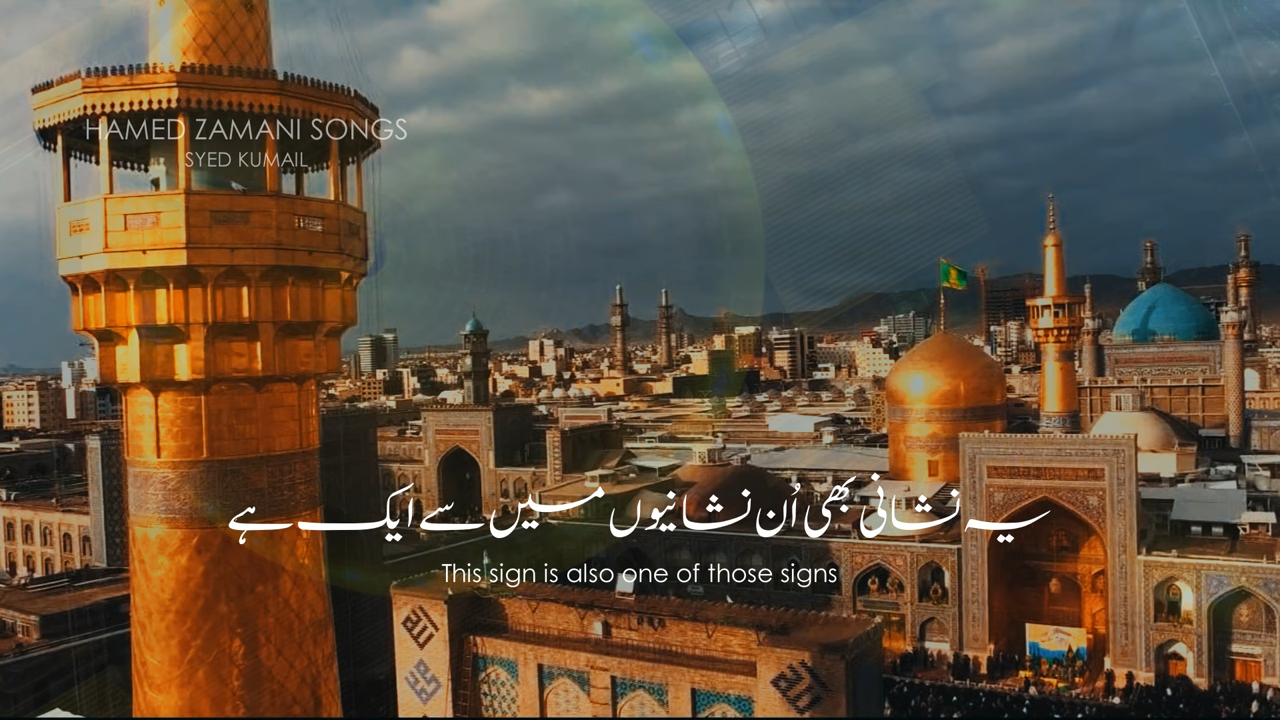 HAMED ZAMANI SONGS
SYED KUMAIL
یہ نشانی بھی اُن نشانیوں میں سے ایک ہے
This sign is also one of those signs